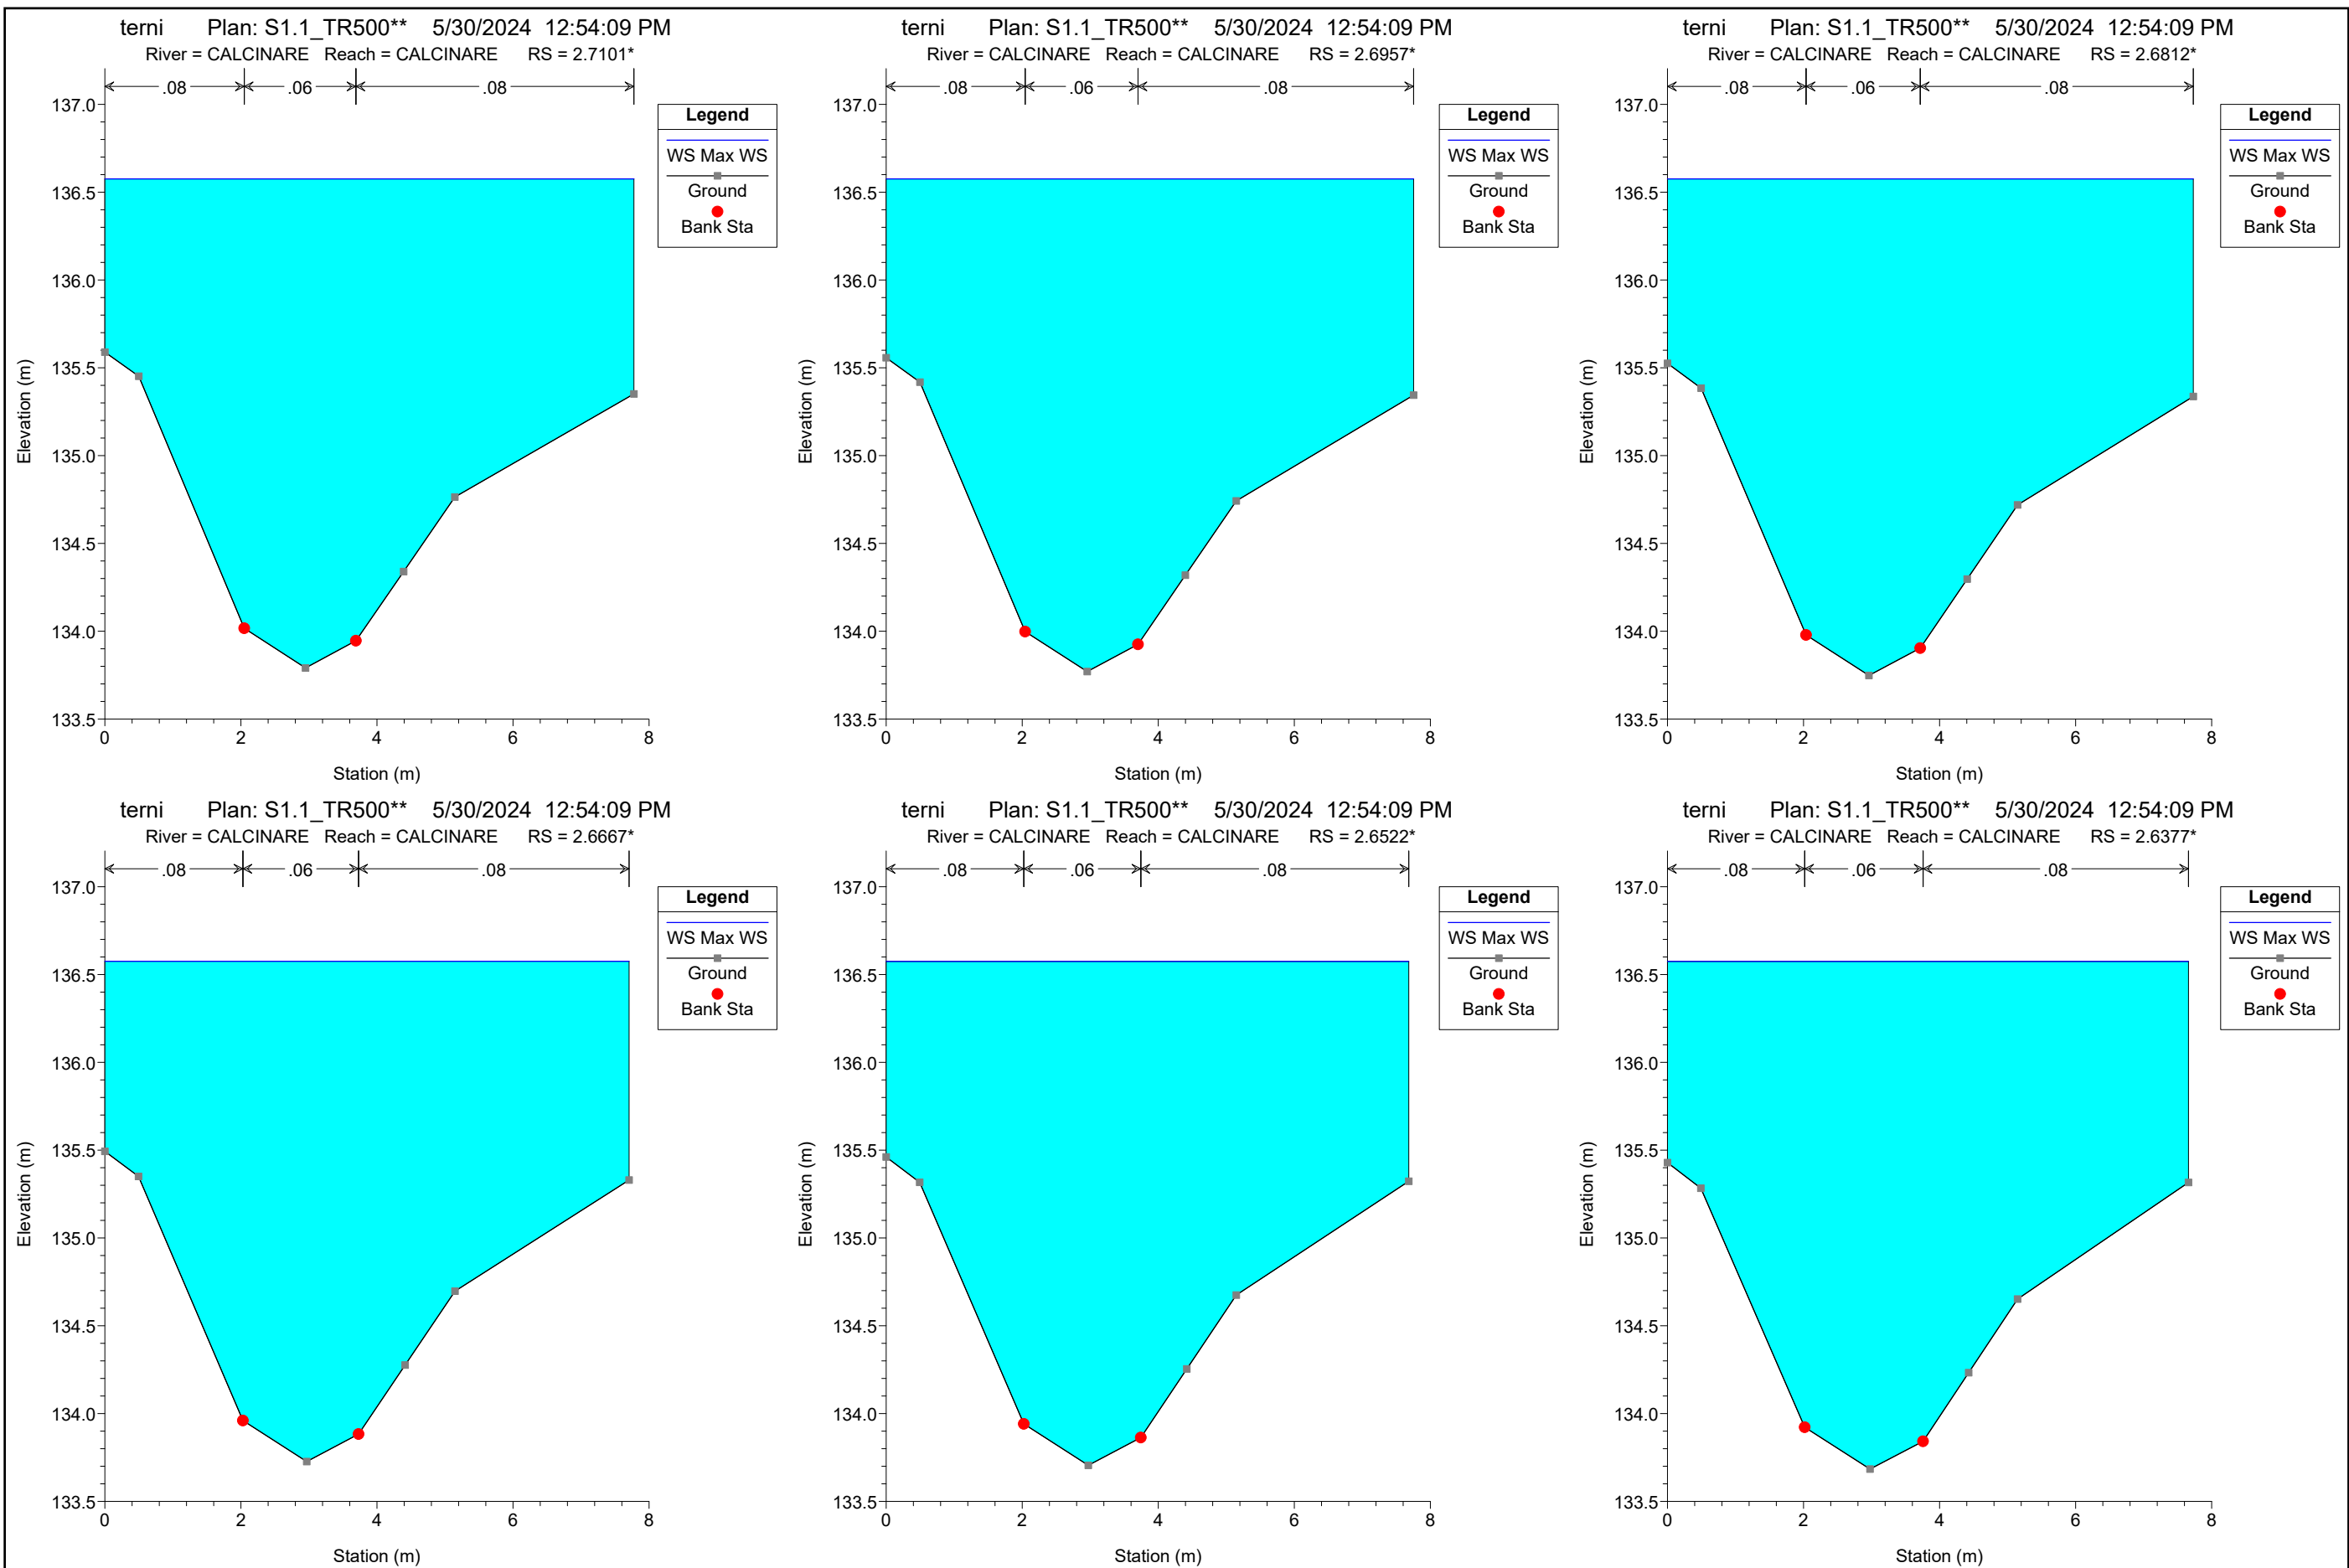 terni Plan: S1.1_TR500** 5/30/2024 12:54:09 PM
River = CALCINARE Reach = CALCINARE RS = 2.7101*
.08 .06 .08
Legend
WS Max WS
Ground
Bank Sta
137.0
136.5
136.0
135.5
135.0
134.5
134.0
133.5
0 2 4 6 8
Elevation (m)
Station (m)
terni Plan: S1.1_TR500** 5/30/2024 12:54:09 PM
River = CALCINARE Reach = CALCINARE RS = 2.6957*
.08 .06 .08
Legend
WS Max WS
Ground
Bank Sta
137.0
136.5
136.0
135.5
135.0
134.5
134.0
133.5
0 2 4 6 8
Elevation (m)
Station (m)
terni Plan: S1.1_TR500** 5/30/2024 12:54:09 PM
River = CALCINARE Reach = CALCINARE RS = 2.6812*
.08 .06 .08
Legend
WS Max WS
Ground
Bank Sta
137.0
136.5
136.0
135.5
135.0
134.5
134.0
133.5
0 2 4 6 8
Elevation (m)
Station (m)
terni Plan: S1.1_TR500** 5/30/2024 12:54:09 PM
River = CALCINARE Reach = CALCINARE RS = 2.6667*
.08 .06 .08
Legend
WS Max WS
Ground
Bank Sta
137.0
136.5
136.0
135.5
135.0
134.5
134.0
133.5
0 2 4 6 8
Elevation (m)
Station (m)
terni Plan: S1.1_TR500** 5/30/2024 12:54:09 PM
River = CALCINARE Reach = CALCINARE RS = 2.6522*
.08 .06 .08
Legend
WS Max WS
Ground
Bank Sta
137.0
136.5
136.0
135.5
135.0
134.5
134.0
133.5
0 2 4 6 8
Elevation (m)
Station (m)
terni Plan: S1.1_TR500** 5/30/2024 12:54:09 PM
River = CALCINARE Reach = CALCINARE RS = 2.6377*
.08 .06 .08
Legend
WS Max WS
Ground
Bank Sta
137.0
136.5
136.0
135.5
135.0
134.5
134.0
133.5
0 2 4 6 8
Elevation (m)
Station (m)